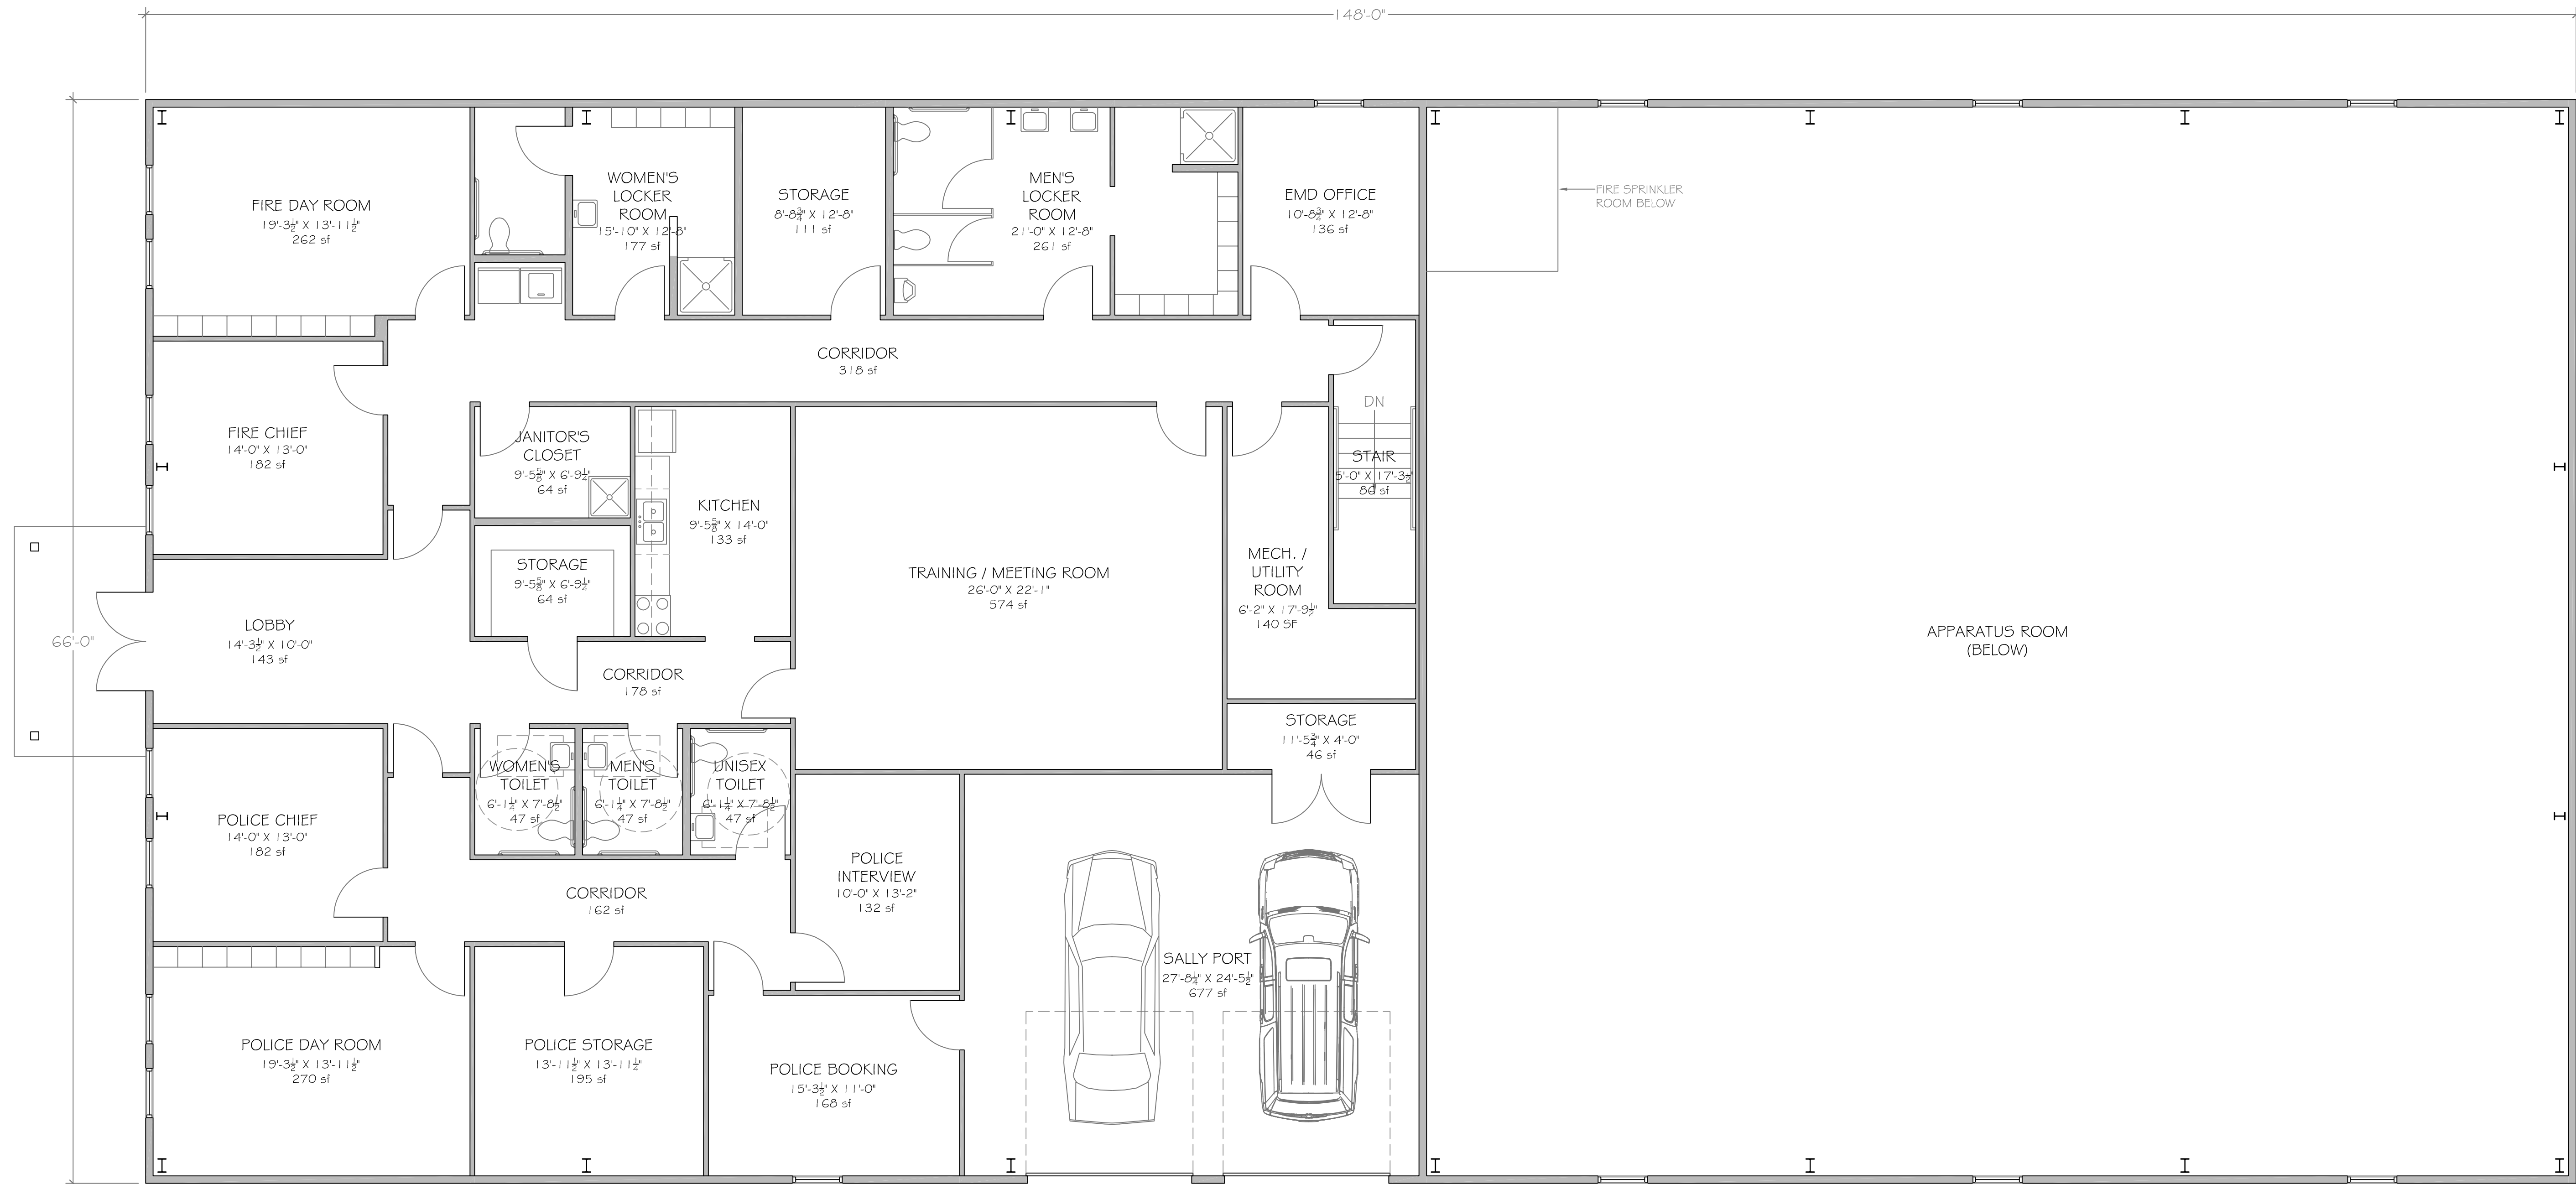 148'-0"
66'-0"
FIRE DAY ROOM
19'-3½" X 13'-11½"
262 sf
WOMEN'S
LOCKER
ROOM
15'-10" X 12'-8"
177 sf
STORAGE
8'-8¾" X 12'-8"
111 sf
MEN'S
LOCKER
ROOM
21'-0" X 12'-8"
261 sf
EMD OFFICE
10'-8¾" X 12'-8"
136 sf
FIRE SPRINKLER
ROOM BELOW
CORRIDOR
318 sf
FIRE CHIEF
14'-0" X 13'-0"
182 sf
JANITOR'S
CLOSET
9'-5⅝" X 6'-9¼"
64 sf
KITCHEN
9'-5⅝" X 14'-0"
133 sf
STORAGE
9'-5⅝" X 6'-9¼"
64 sf
TRAINING / MEETING ROOM
26'-0" X 22'-1"
574 sf
MECH. /
UTILITY
ROOM
6'-2" X 17'-9½"
140 SF
DN
STAIR
5'-0" X 17'-3½"
86 sf
APPARATUS ROOM
(BELOW)
LOBBY
14'-3½" X 10'-0"
143 sf
CORRIDOR
178 sf
STORAGE
11'-5¾" X 4'-0"
46 sf
WOMEN'S
TOILET
6'-1¼" X 7'-8½"
47 sf
MEN'S
TOILET
6'-1¼" X 7'-8½"
47 sf
UNISEX
TOILET
6'-1¼" X 7'-8½"
47 sf
POLICE CHIEF
14'-0" X 13'-0"
182 sf
CORRIDOR
162 sf
POLICE
INTERVIEW
10'-0" X 13'-2"
132 sf
SALLY PORT
27'-8¼" X 24'-5½"
677 sf
POLICE DAY ROOM
19'-3½" X 13'-11½"
270 sf
POLICE STORAGE
13'-11½" X 13'-11¼"
195 sf
POLICE BOOKING
15'-3½" X 11'-0"
168 sf